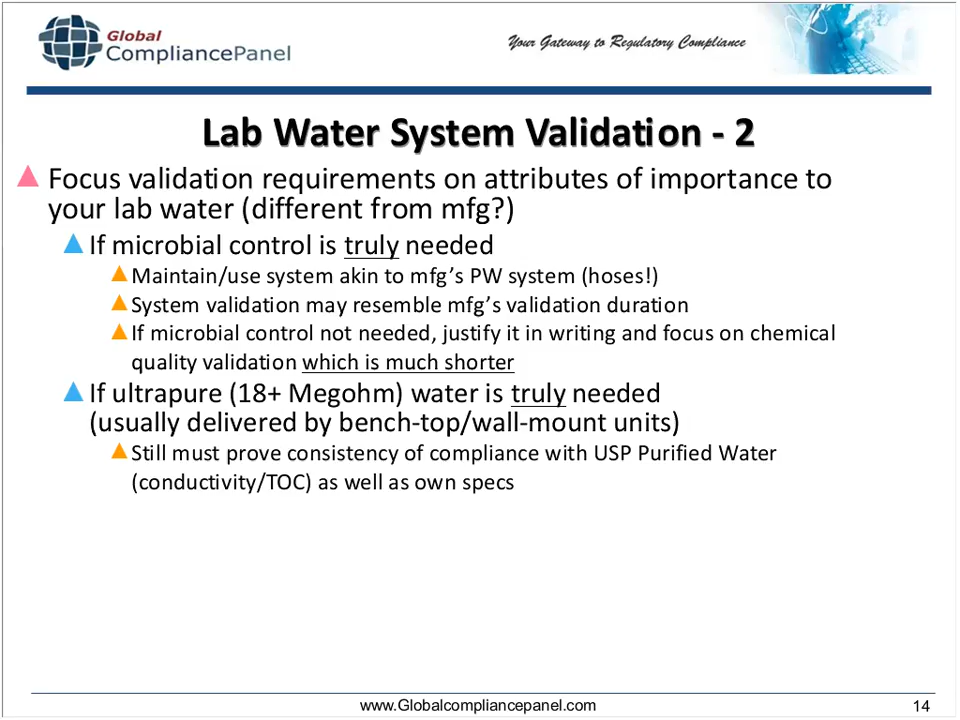 Global
CompliancePanel
Your Gateway to Regulatory Compliance
Lab Water System Validation - 2
Focus validation requirements on attributes of importance to
your lab water (different from mfg?)
If microbial control is truly needed
Maintain/use system akin to mfg’s PW system (hoses!)
System validation may resemble mfg’s validation duration
If microbial control not needed, justify it in writing and focus on chemical
quality validation which is much shorter
If ultrapure (18+ Megohm) water is truly needed
(usually delivered by bench-top/wall-mount units)
Still must prove consistency of compliance with USP Purified Water
(conductivity/TOC) as well as own specs
www.Globalcompliancepanel.com
14